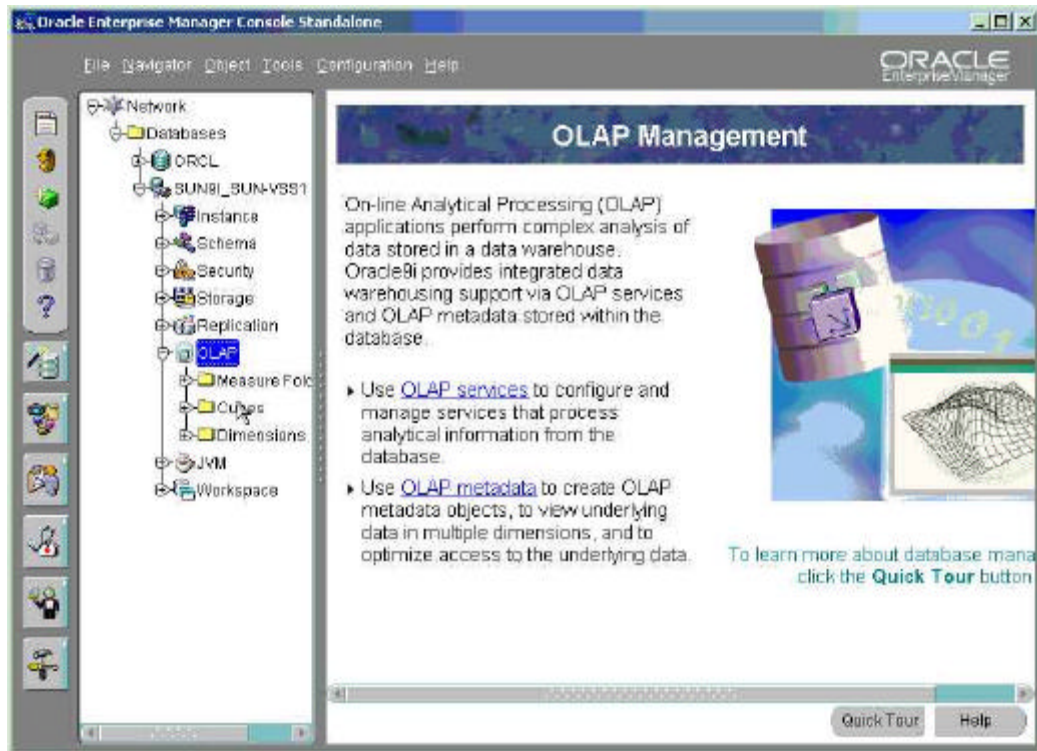 Oracle Enterprise Manager Console Standalone
File Navigator Object Tools Configuration Help
ORACLE
EnterpriseManager
Network
Databases
ORCL
SUN9I_SUN-VSS1
Instance
Schema
Security
Storage
Replication
OLAP
Measure Fold
Cubes
Dimensions
JVM
Workspace
OLAP Management
On-line Analytical Processing (OLAP)
applications perform complex analysis of
data stored in a data warehouse.
Oracle9i provides integrated data
warehousing support via OLAP services
and OLAP metadata stored within the
database.
Use OLAP services to configure and
manage services that process
analytical information from the
database.
Use OLAP metadata to create OLAP
metadata objects, to view underlying
data in multiple dimensions, and to
optimize access to the underlying data.
To learn more about database mana
click the Quick Tour button
Quick Tour
Help